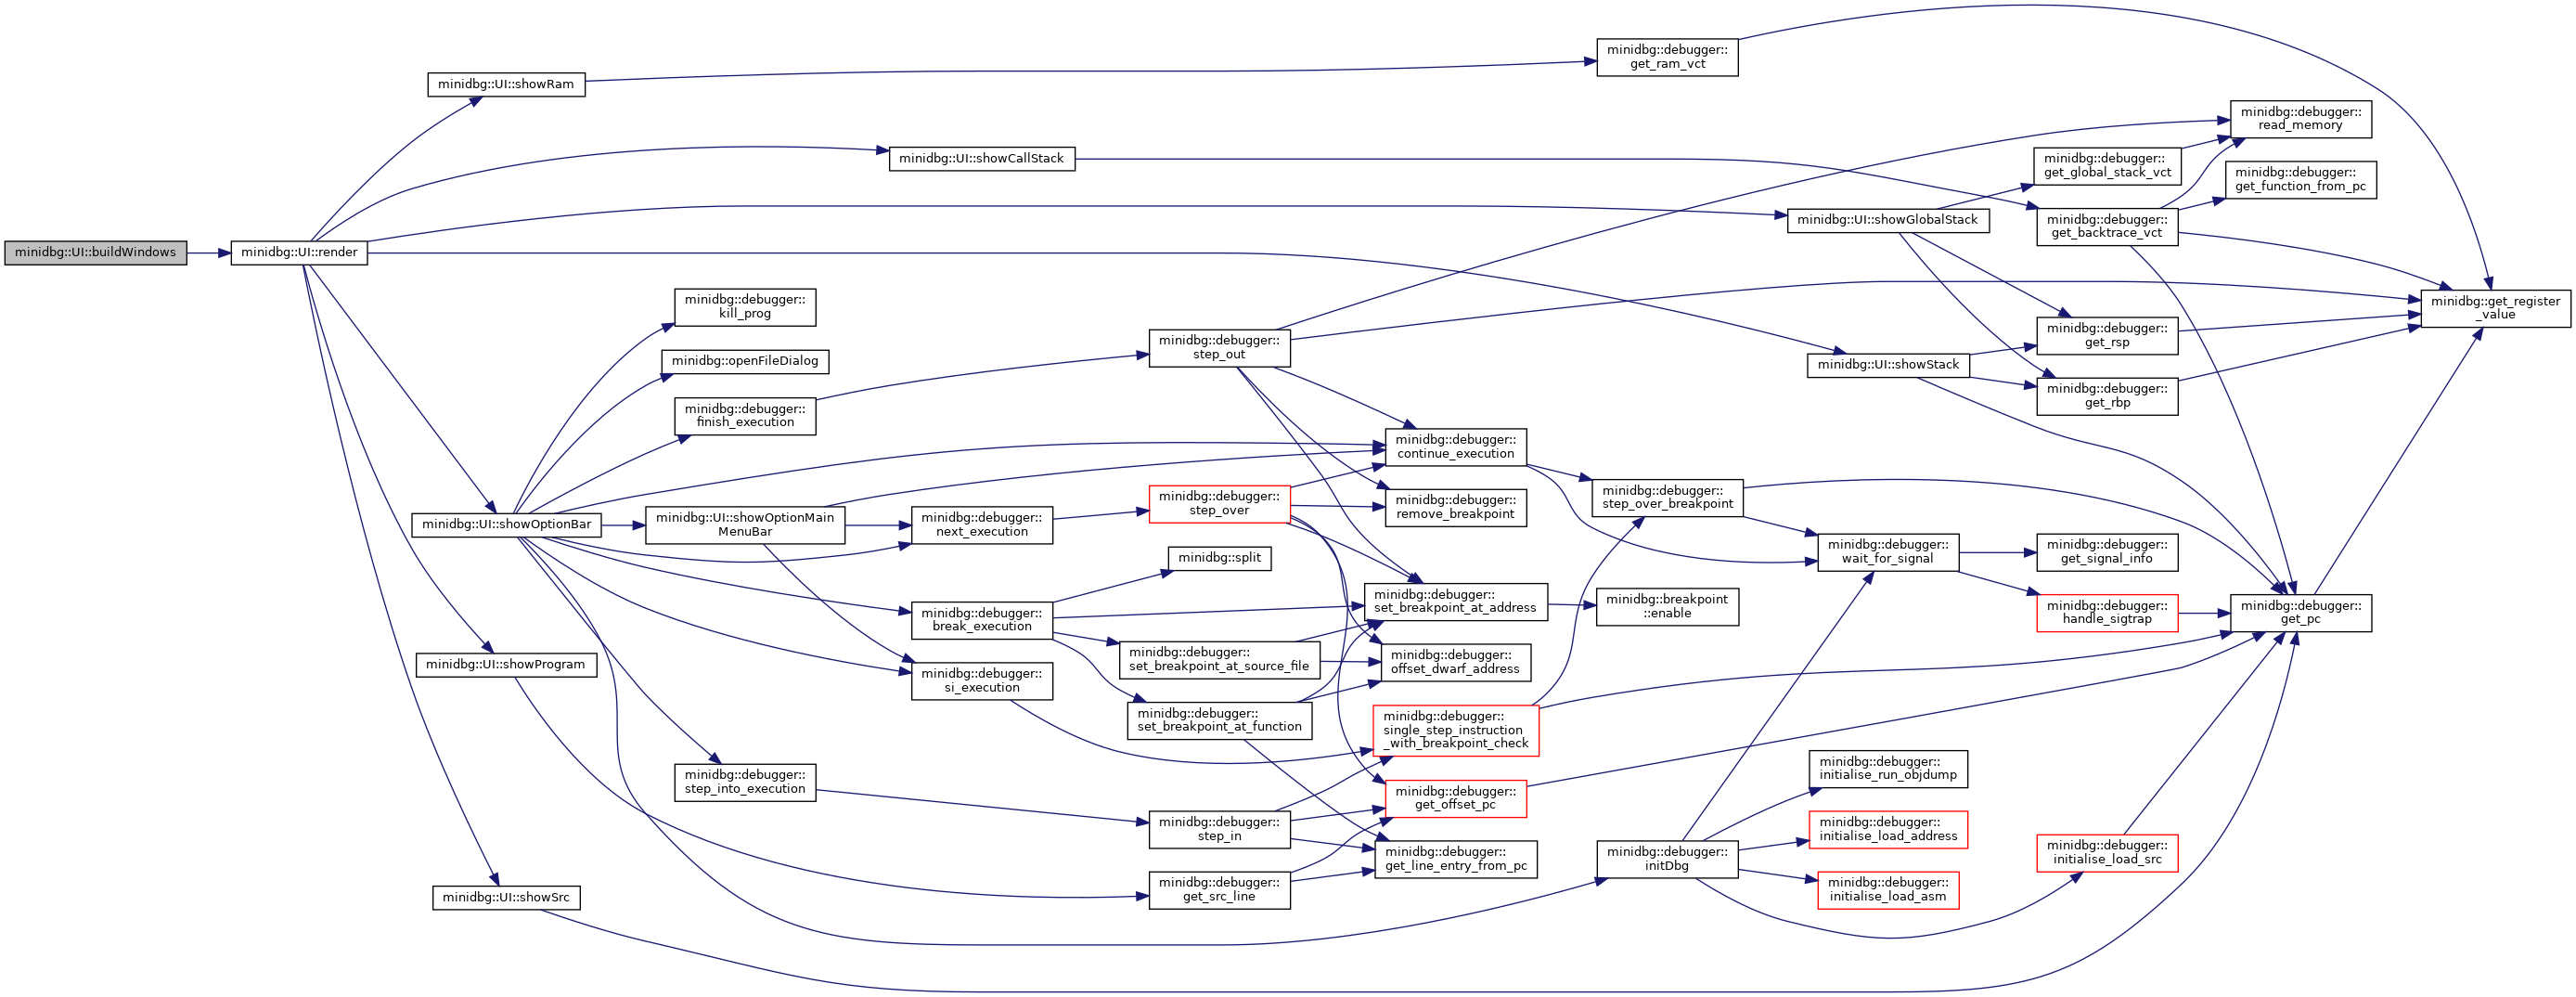 minidbg::UI::buildWindows
minidbg::UI::render
minidbg::UI::showRam
minidbg::UI::showCallStack
minidbg::UI::showOptionBar
minidbg::UI::showProgram
minidbg::UI::showSrc
minidbg::debugger::
kill_prog
minidbg::openFileDialog
minidbg::debugger::
finish_execution
minidbg::UI::showOptionMain
MenuBar
minidbg::debugger::
step_into_execution
minidbg::debugger::
next_execution
minidbg::debugger::
break_execution
minidbg::debugger::
si_execution
minidbg::debugger::
step_out
minidbg::debugger::
step_over
minidbg::split
minidbg::debugger::
set_breakpoint_at_source_file
minidbg::debugger::
set_breakpoint_at_function
minidbg::debugger::
step_in
minidbg::debugger::
get_src_line
minidbg::debugger::
continue_execution
minidbg::debugger::
remove_breakpoint
minidbg::debugger::
set_breakpoint_at_address
minidbg::debugger::
offset_dwarf_address
minidbg::debugger::
single_step_instruction
_with_breakpoint_check
minidbg::debugger::
get_offset_pc
minidbg::debugger::
get_line_entry_from_pc
minidbg::debugger::
get_ram_vct
minidbg::debugger::
step_over_breakpoint
minidbg::breakpoint
::enable
minidbg::debugger::
initDbg
minidbg::UI::showGlobalStack
minidbg::UI::showStack
minidbg::debugger::
wait_for_signal
minidbg::debugger::
initialise_run_objdump
minidbg::debugger::
initialise_load_address
minidbg::debugger::
initialise_load_asm
minidbg::debugger::
get_global_stack_vct
minidbg::debugger::
get_backtrace_vct
minidbg::debugger::
get_rsp
minidbg::debugger::
get_rbp
minidbg::debugger::
get_signal_info
minidbg::debugger::
handle_sigtrap
minidbg::debugger::
initialise_load_src
minidbg::debugger::
read_memory
minidbg::debugger::
get_function_from_pc
minidbg::debugger::
get_pc
minidbg::get_register
_value